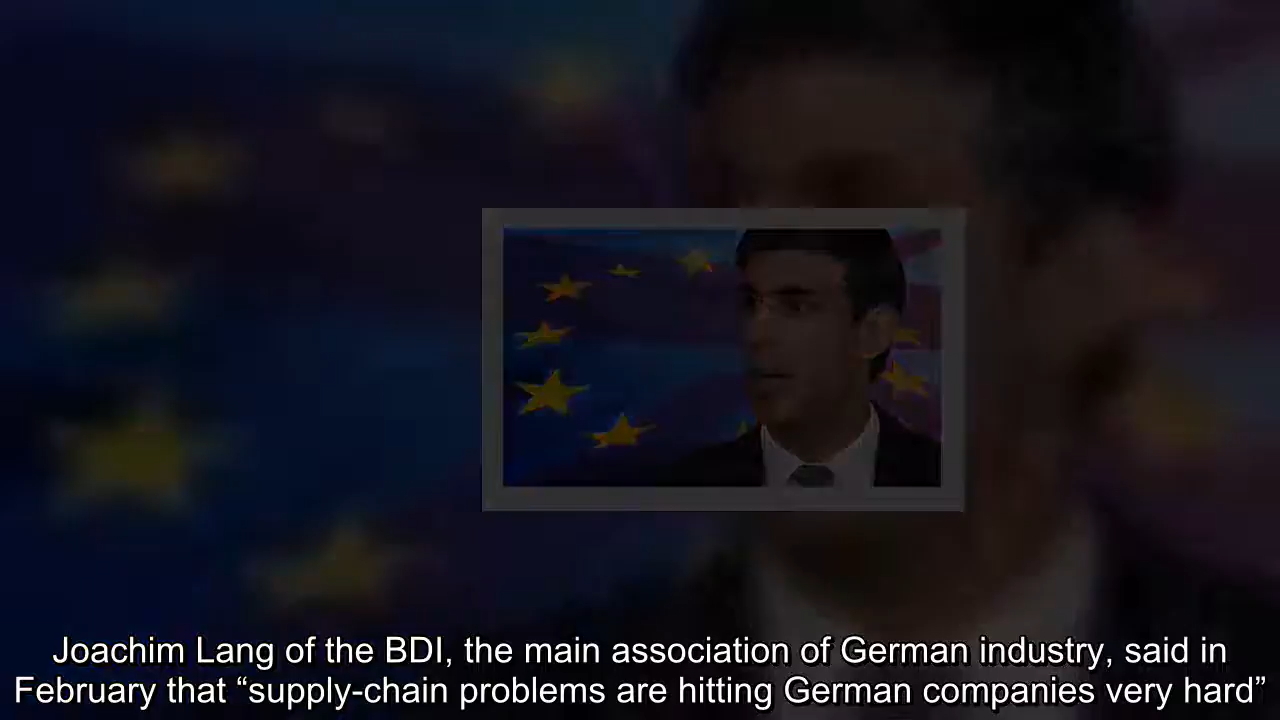 Joachim Lang of the BDI, the main association of German industry, said in
February that “supply-chain problems are hitting German companies very hard”